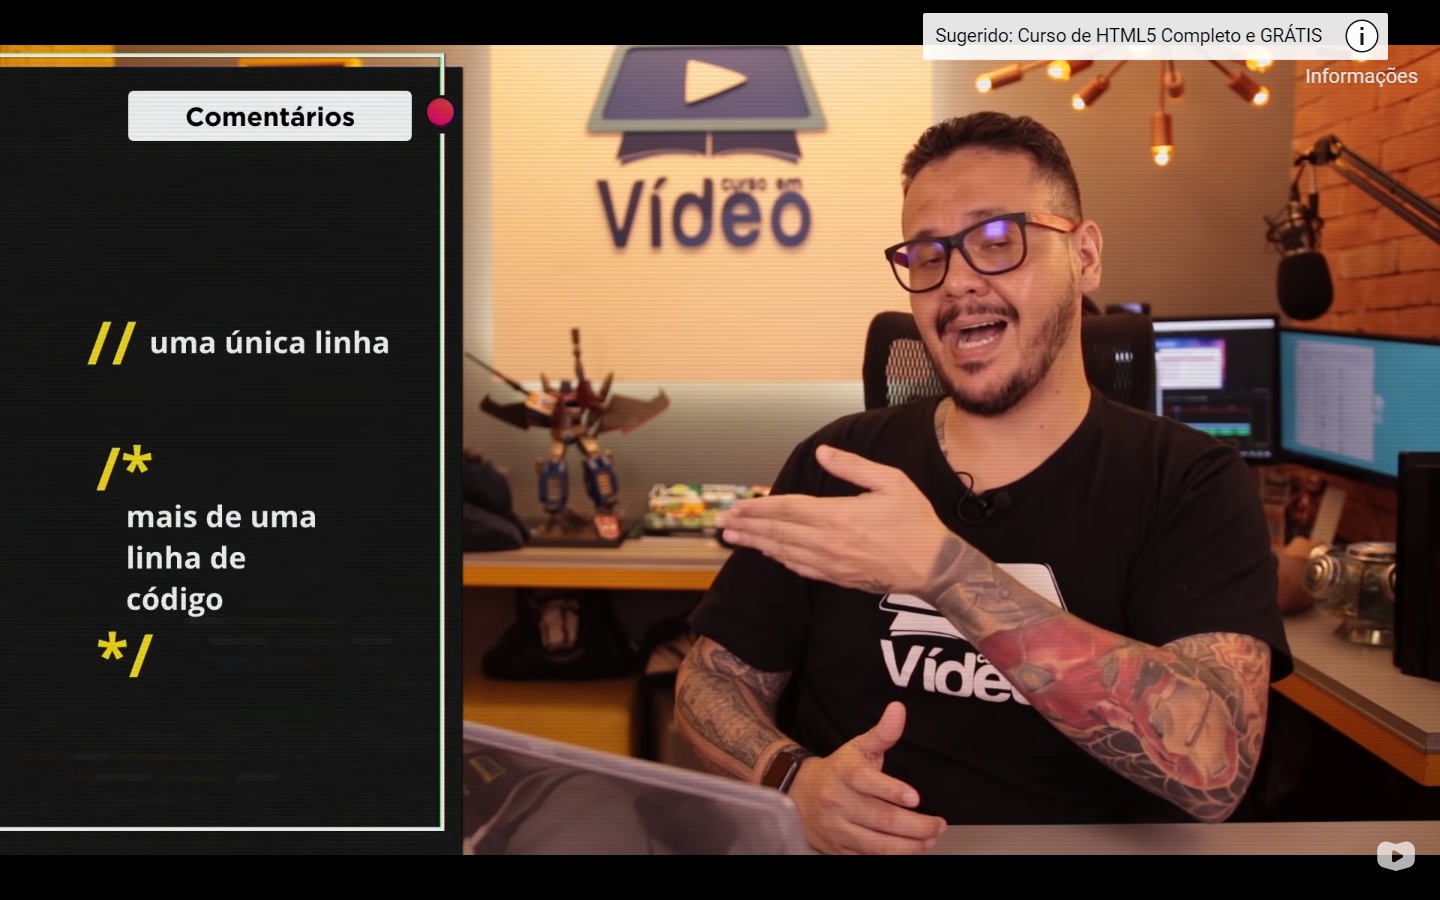 Sugerido: Curso de HTML5 Completo e GRÁTIS
Informações
Comentários
curso em
Vídeo
// uma única linha
/*
mais de uma
linha de
código
*/
Víde